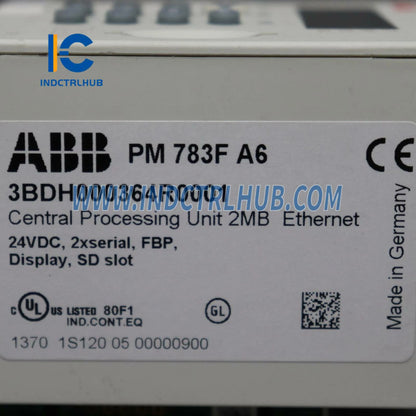 IC
INDCTRLHUB
ABB PM 783F A6
CE
3BDH000364R0001
WWW.INDCTRLHUB.COM
Central Processing Unit 2MB Ethernet
24VDC, 2xserial, FBP,
Display, SD slot
Made in Germany
c UL US LISTED 80F1
IND.CONT.EQ
GL
1370 1S120 05 00000900